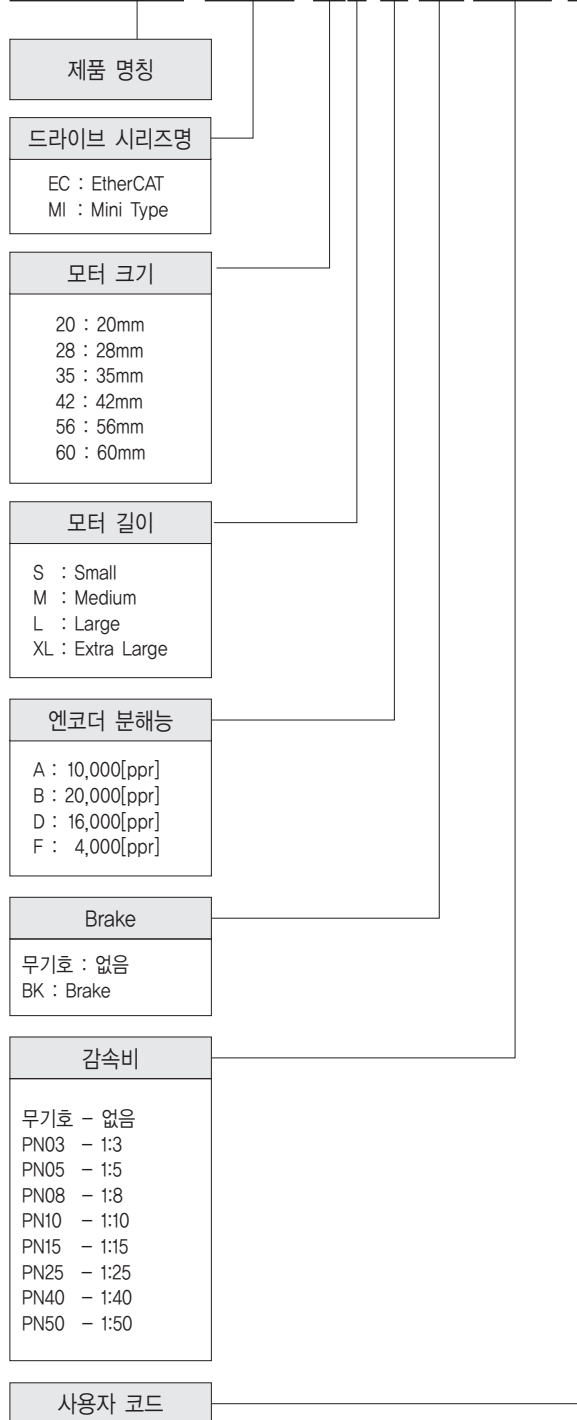 제품 명칭
드라이브 시리즈명
EC : EtherCAT
MI : Mini Type
모터 크기
20 : 20mm
28 : 28mm
35 : 35mm
42 : 42mm
56 : 56mm
60 : 60mm
모터 길이
S : Small
M : Medium
L : Large
XL : Extra Large
엔코더 분해능
A : 10,000[ppr]
B : 20,000[ppr]
D : 16,000[ppr]
F : 4,000[ppr]
Brake
무기호 : 없음
BK : Brake
감속비
무기호 - 없음
PN03 - 1:3
PN05 - 1:5
PN08 - 1:8
PN10 - 1:10
PN15 - 1:15
PN25 - 1:25
PN40 - 1:40
PN50 - 1:50
사용자 코드